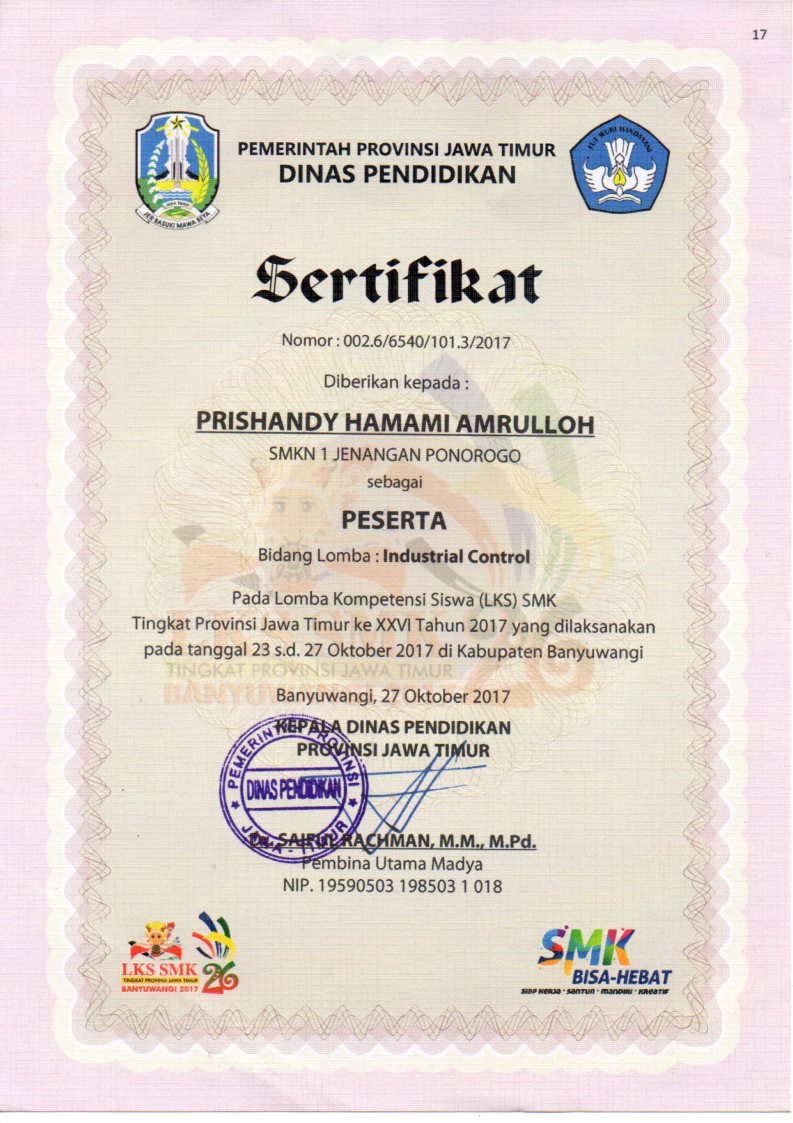 17
PEMERINTAH PROVINSI JAWA TIMUR
DINAS PENDIDIKAN
JAWA TIMUR
JER BASUKI MAWA BEYA
TUT WURI HANDAYANI
Sertifikat
Nomor : 002.6/6540/101.3/2017
Diberikan kepada :
PRISHANDY HAMAMI AMRULLOH
SMKN 1 JENANGAN PONOROGO
sebagai
PESERTA
Bidang Lomba : Industrial Control
Pada Lomba Kompetensi Siswa (LKS) SMK
Tingkat Provinsi Jawa Timur ke XXVI Tahun 2017 yang dilaksanakan
pada tanggal 23 s.d. 27 Oktober 2017 di Kabupaten Banyuwangi
LKS SMK
TINGKAT PROVINSI JAWA TIMUR
Banyuwangi, 27 Oktober 2017
KEPALA DINAS PENDIDIKAN
PROVINSI JAWA TIMUR
PEMERINTAH PROVINSI
DINAS PENDIDIKAN
JAWA - TIMUR
Dr. SAIFUL RACHMAN, M.M., M.Pd.
Pembina Utama Madya
NIP. 19590503 198503 1 018
LKS SMK
TINGKAT PROVINSI JAWA TIMUR
BANYUWANGI 2017
26
SMK
BISA-HEBAT
SIAP KERJA · SANTUN · MANDIRI · KREATIF